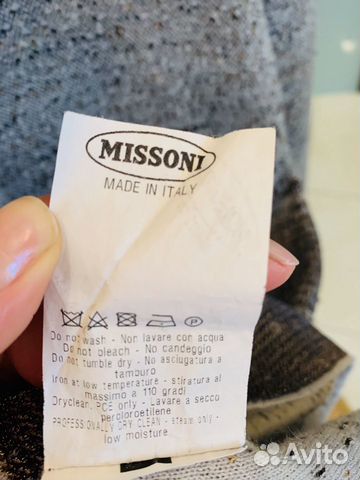 MISSONI
MADE IN ITALY
P
Do not wash - Non lavare con acqua
Do not bleach - No candeggio
Do not tumble dry - No asciugatura a
tamburo
Iron at low temperature - stiratura al
massimo a 110 gradi
Dryclean, PCE only - Lavare a secco
percloroetilene
PROFESSIONALLY DRY CLEAN - steam only -
low moisture.
Avito